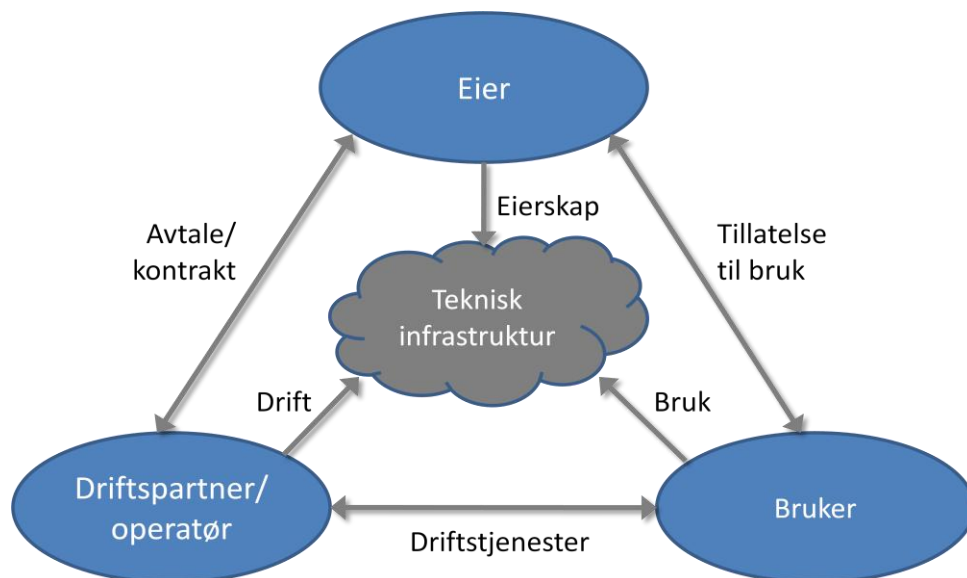 Eier
Eierskap
Avtale/
kontrakt
Tillatelse
til bruk
Teknisk
infrastruktur
Drift
Bruk
Driftspartner/
operatør
Bruker
Driftstjenester